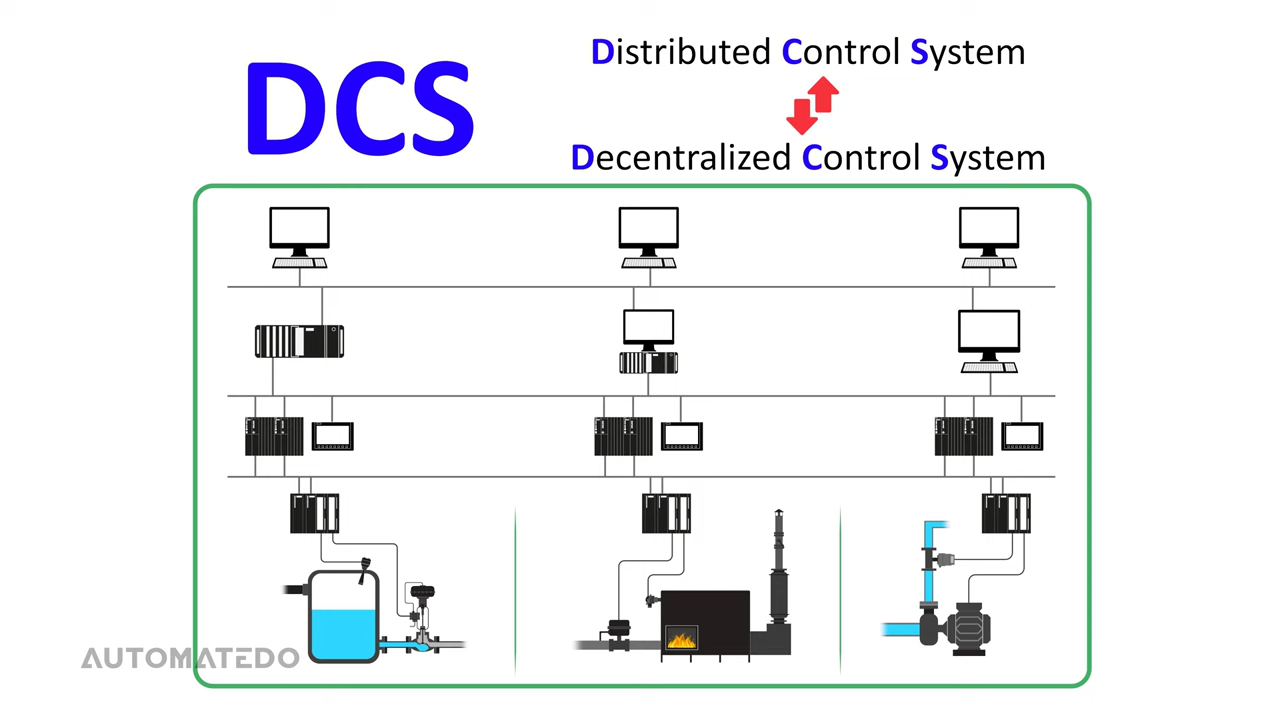 DCS
Distributed Control System
Decentralized Control System
AUTOMATEDO